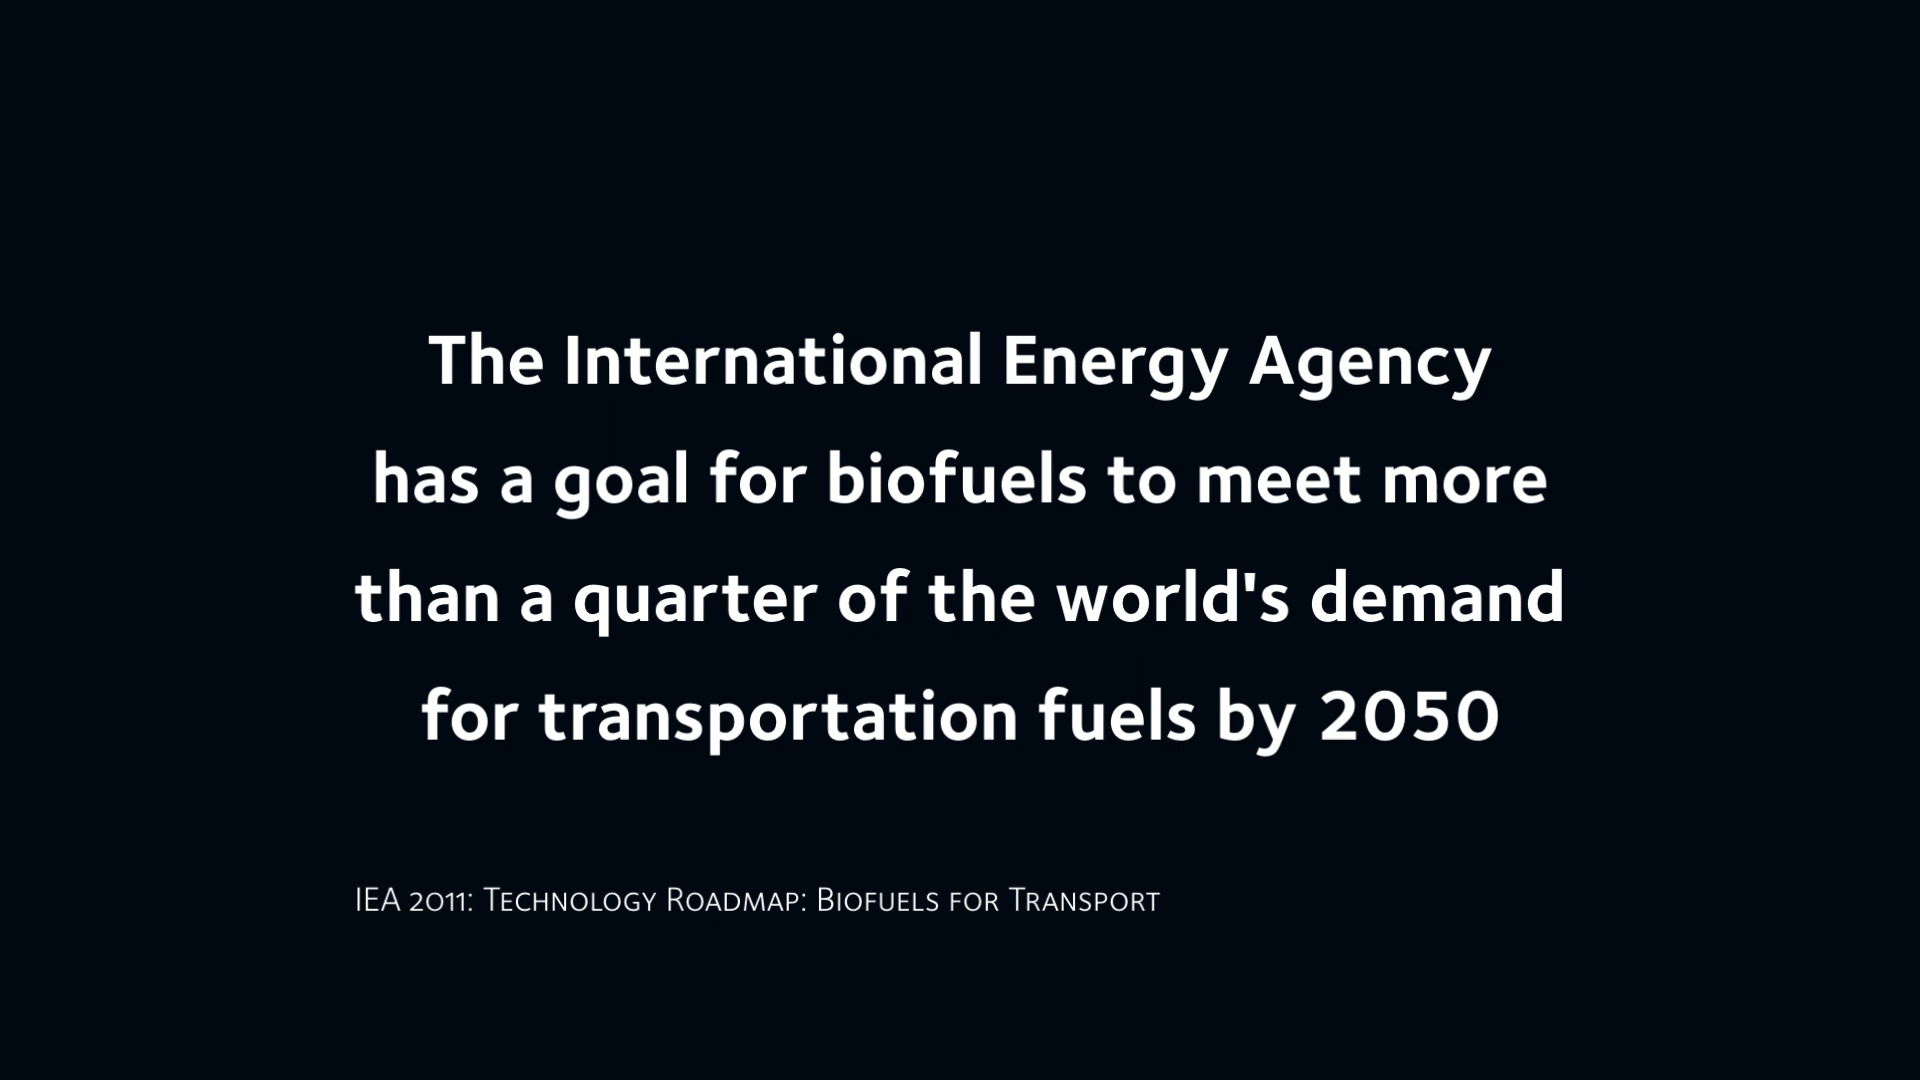 The International Energy Agency
has a goal for biofuels to meet more
than a quarter of the world's demand
for transportation fuels by 2050
IEA 2011: Technology Roadmap: Biofuels for Transport